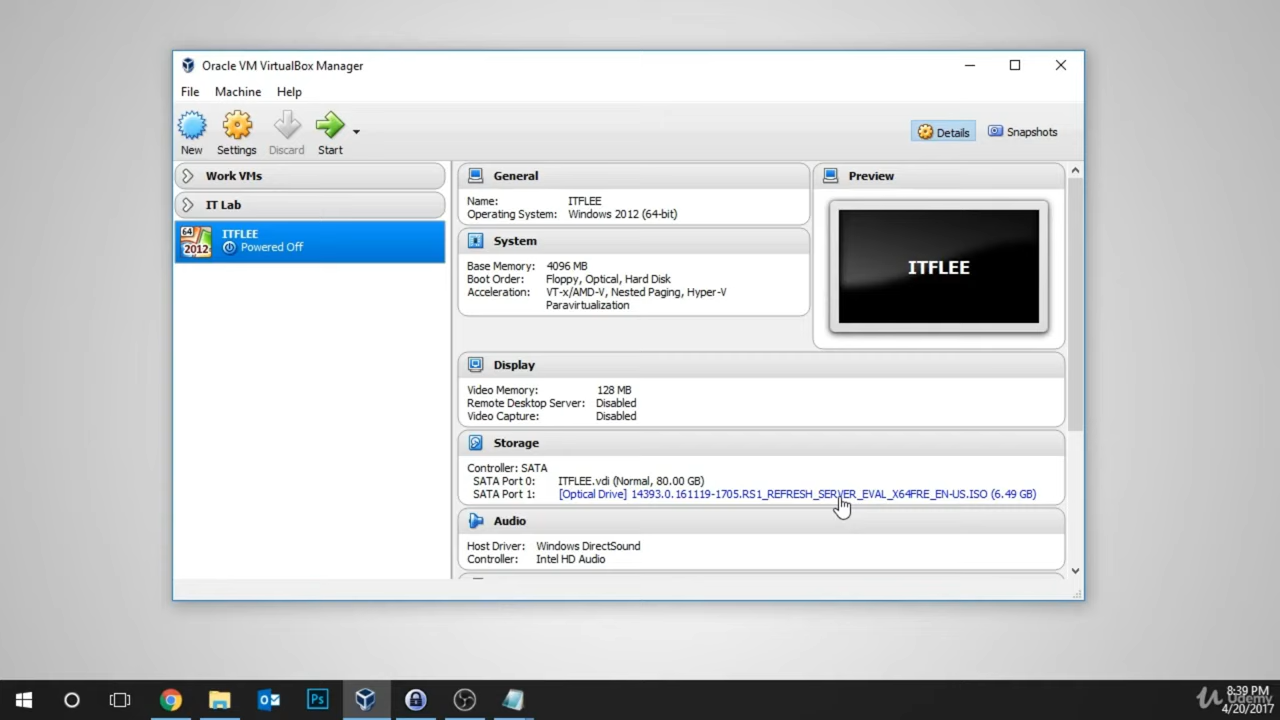 Oracle VM VirtualBox Manager
File Machine Help
New Settings Discard Start
Details Snapshots
Work VMs
IT Lab
64
2012
ITFLEE
Powered Off
General
Name: ITFLEE
Operating System: Windows 2012 (64-bit)
Preview
ITFLEE
System
Base Memory: 4096 MB
Boot Order: Floppy, Optical, Hard Disk
Acceleration: VT-x/AMD-V, Nested Paging, Hyper-V
Paravirtualization
Display
Video Memory: 128 MB
Remote Desktop Server: Disabled
Video Capture: Disabled
Storage
Controller: SATA
SATA Port 0: ITFLEE.vdi (Normal, 80.00 GB)
SATA Port 1: [Optical Drive] 14393.0.161119-1705.RS1_REFRESH_SERVER_EVAL_X64FRE_EN-US.ISO (6.49 GB)
Audio
Host Driver: Windows DirectSound
Controller: Intel HD Audio
Ps
8:39 PM
Udemy
4/20/2017